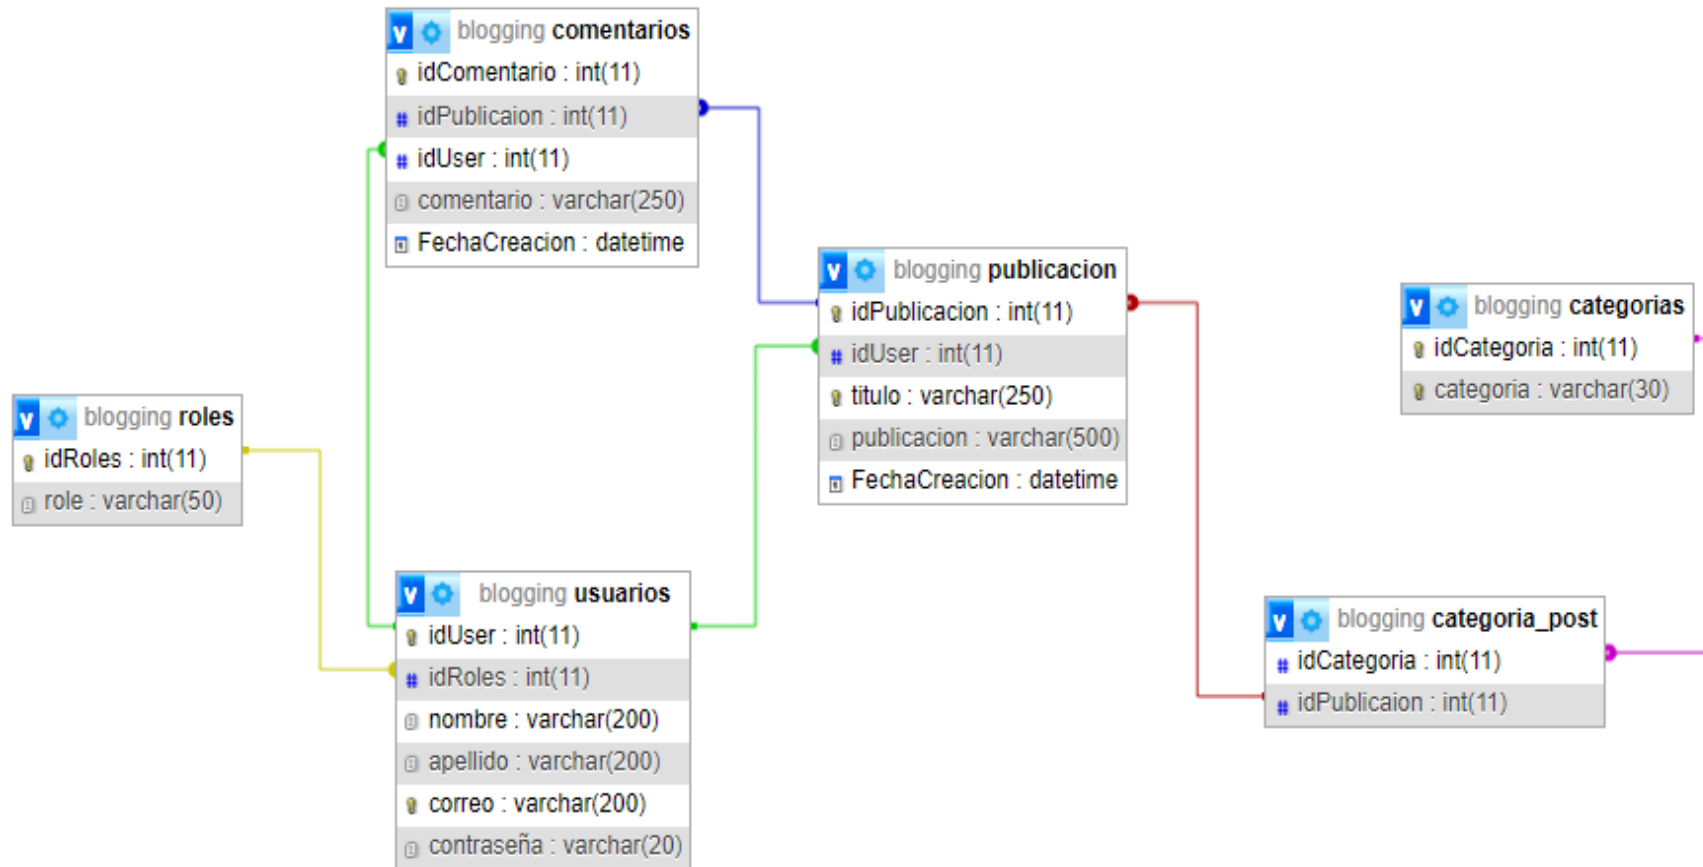 v blogging comentarios
idComentario : int(11)
# idPublicaion : int(11)
# idUser : int(11)
comentario : varchar(250)
FechaCreacion : datetime
v blogging publicacion
idPublicacion : int(11)
# idUser : int(11)
titulo : varchar(250)
publicacion : varchar(500)
FechaCreacion : datetime
v blogging categorias
idCategoria : int(11)
categoria : varchar(30)
v blogging roles
idRoles : int(11)
role : varchar(50)
v blogging usuarios
idUser : int(11)
# idRoles : int(11)
nombre : varchar(200)
apellido : varchar(200)
correo : varchar(200)
contraseña : varchar(20)
v blogging categoria_post
# idCategoria : int(11)
# idPublicaion : int(11)